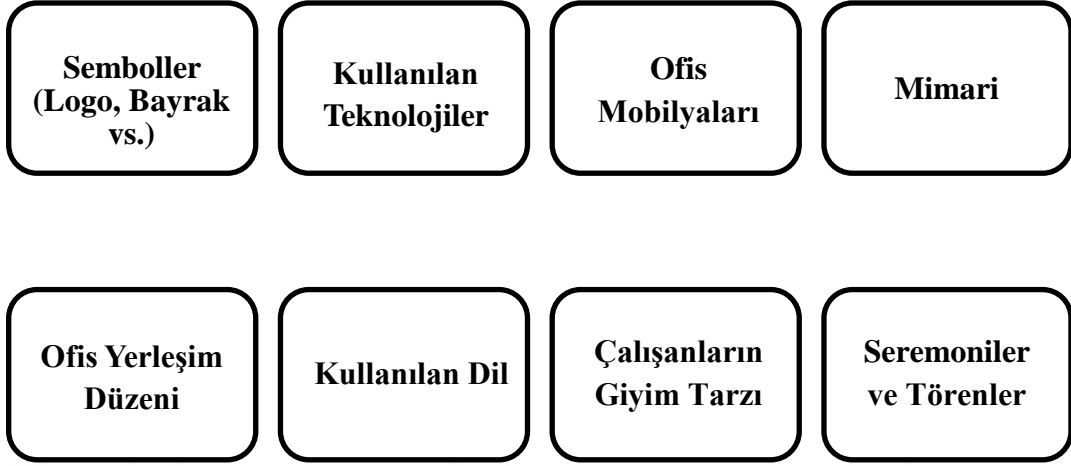 Semboller
(Logo, Bayrak
vs.)
Kullanılan
Teknolojiler
Ofis
Mobilyaları
Mimari
Ofis Yerleşim
Düzeni
Kullanılan Dil
Çalışanların
Giyim Tarzı
Seremoniler
ve Törenler